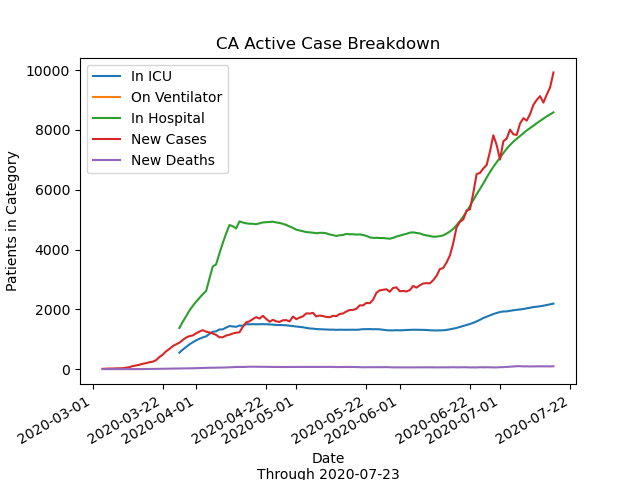 CA Active Case Breakdown
In ICU
On Ventilator
In Hospital
New Cases
New Deaths
Patients in Category
10000
8000
6000
4000
2000
0
2020-03-01
2020-03-22
2020-04-01
2020-04-22
2020-05-01
2020-05-22
2020-06-01
2020-06-22
2020-07-01
2020-07-22
Date
Through 2020-07-23